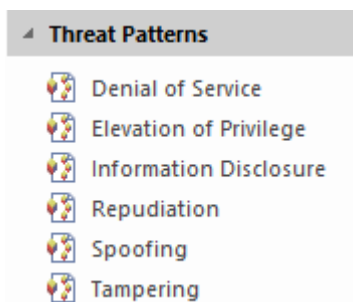 Threat Patterns
Denial of Service
Elevation of Privilege
Information Disclosure
Repudiation
Spoofing
Tampering